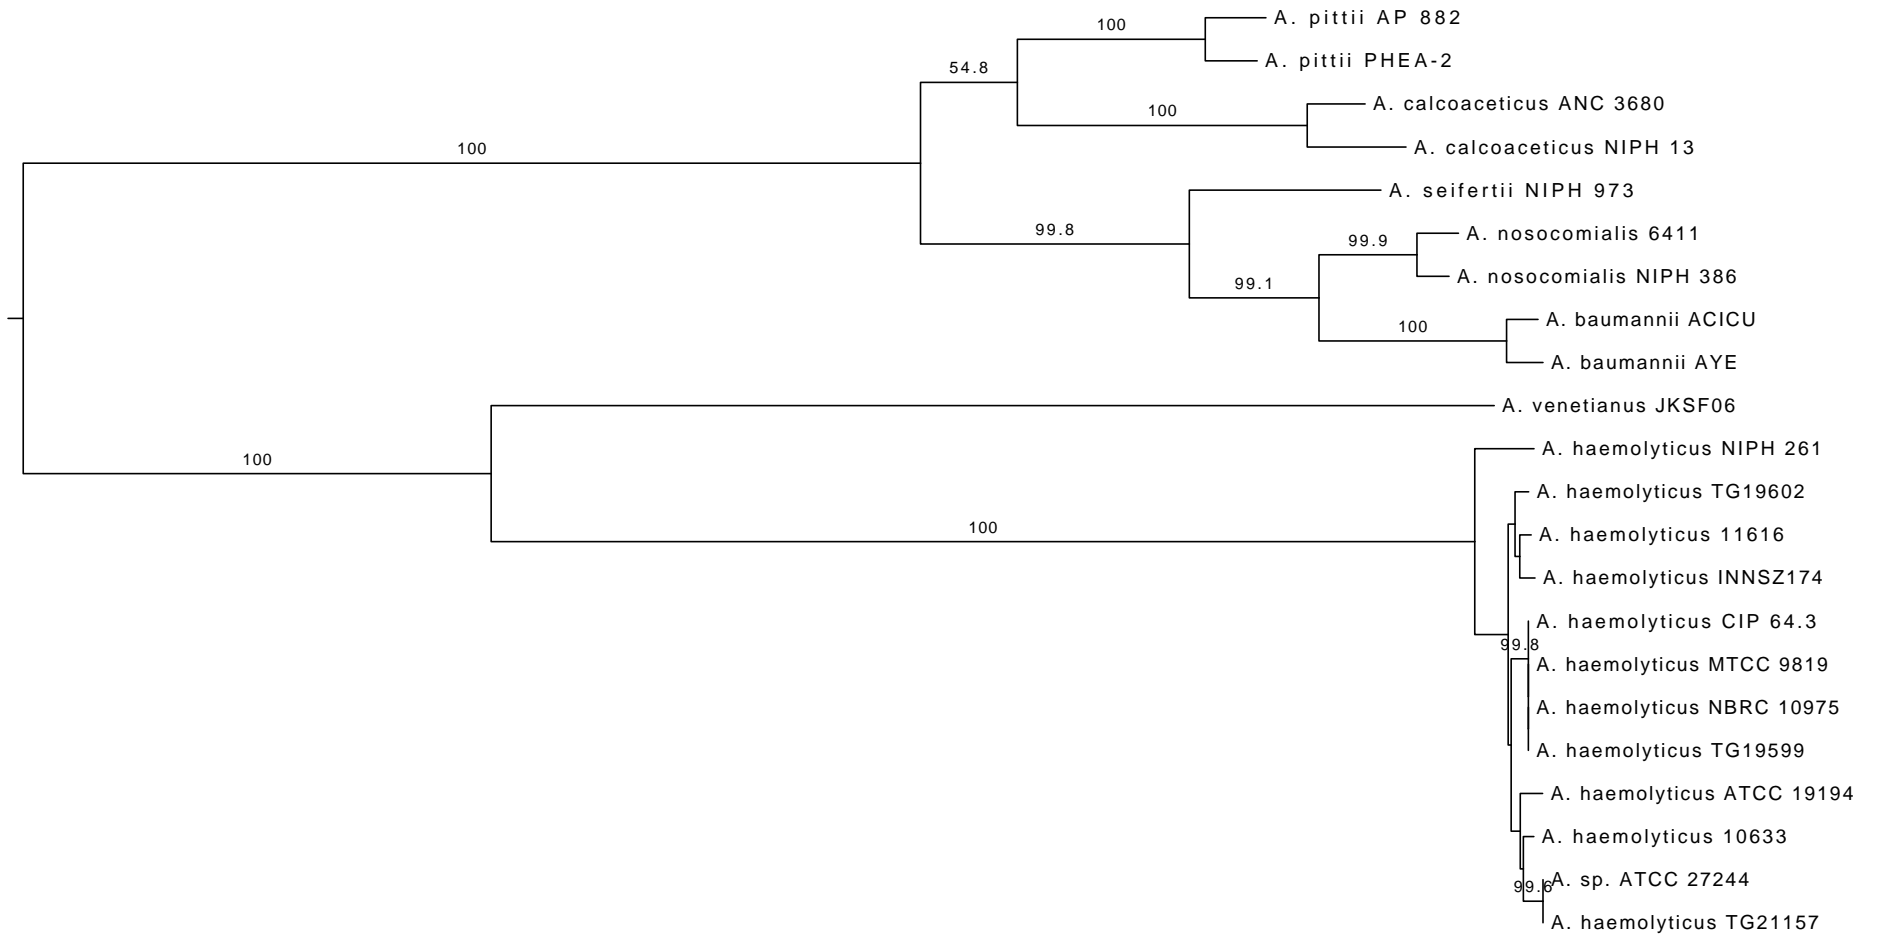 A. pittii AP 882
100
A. pittii PHEA-2
54.8
A. calcoaceticus ANC 3680
100
A. calcoaceticus NIPH 13
100
A. seifertii NIPH 973
99.8
A. nosocomialis 6411
99.9
A. nosocomialis NIPH 386
99.1
A. baumannii ACICU
100
A. baumannii AYE
A. venetianus JKSF06
A. haemolyticus NIPH 261
100
A. haemolyticus TG19602
100
A. haemolyticus 11616
A. haemolyticus INNSZ174
A. haemolyticus CIP 64.3
99.8
A. haemolyticus MTCC 9819
A. haemolyticus NBRC 10975
A. haemolyticus TG19599
A. haemolyticus ATCC 19194
A. haemolyticus 10633
A. sp. ATCC 27244
99.6
A. haemolyticus TG21157